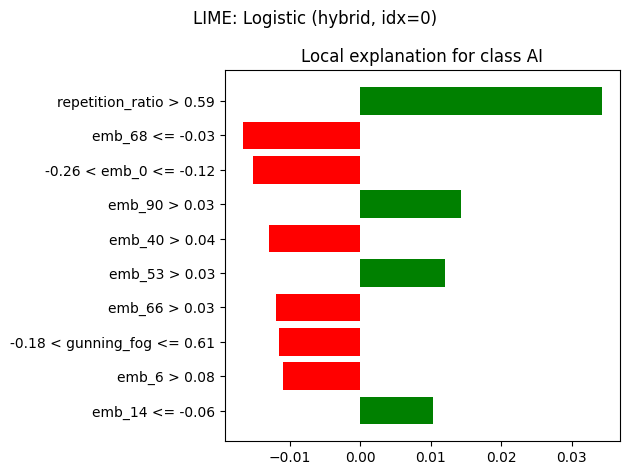 LIME: Logistic (hybrid, idx=0)
Local explanation for class AI
repetition_ratio > 0.59
emb_68 <= -0.03
-0.26 < emb_0 <= -0.12
emb_90 > 0.03
emb_40 > 0.04
emb_53 > 0.03
emb_66 > 0.03
-0.18 < gunning_fog <= 0.61
emb_6 > 0.08
emb_14 <= -0.06
−0.01 0.00 0.01 0.02 0.03